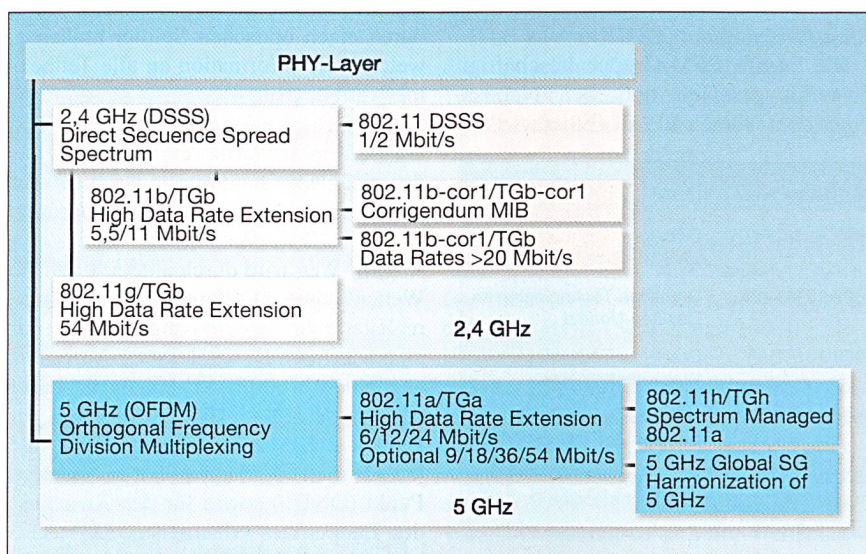 PHY-Layer
2,4 GHz (DSSS)
Direct Secuence Spread
Spectrum
802.11 DSSS
1/2 Mbit/s
802.11b/TGb
High Data Rate Extension
5,5/11 Mbit/s
802.11b-cor1/TGb-cor1
Corrigendum MIB
802.11b-cor1/TGb
Data Rates >20 Mbit/s
802.11g/TGb
High Data Rate Extension
54 Mbit/s
2,4 GHz
5 GHz (OFDM)
Orthogonal Frequency
Division Multiplexing
802.11a/TGa
High Data Rate Extension
6/12/24 Mbit/s
Optional 9/18/36/54 Mbit/s
802.11h/TGh
Spectrum Managed
802.11a
5 GHz Global SG
Harmonization of
5 GHz
5 GHz